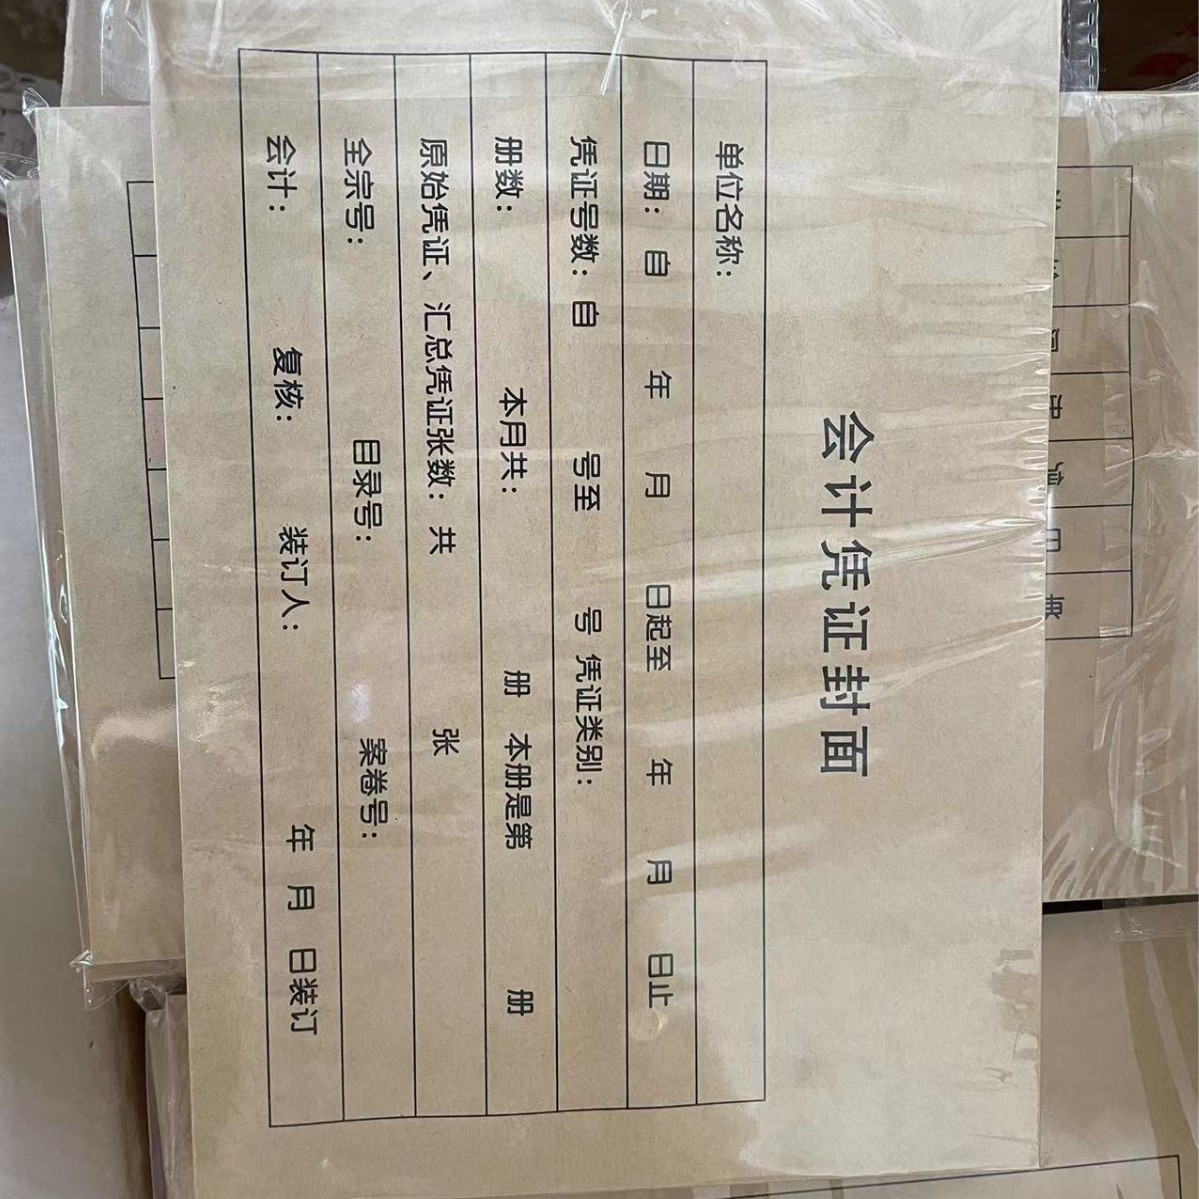 会计凭证封面
单位名称：
日期：自 年 月 日起至 年 月 日止
凭证号数：自 号至 号 凭证类别：
册数： 本月共： 册 本册是第 册
原始凭证、汇总凭证张数：共 张
全宗号： 目录号： 案卷号：
会计： 复核： 装订人： 年 月 日装订